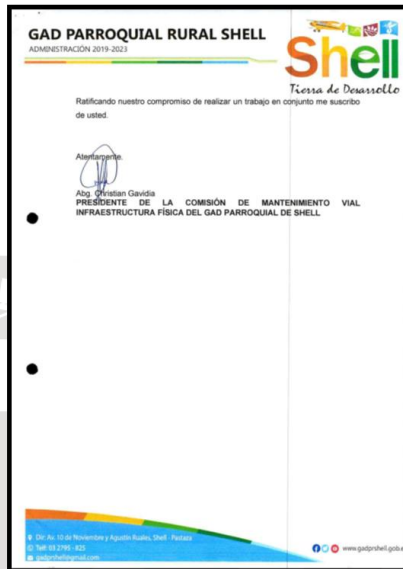 GAD PARROQUIAL RURAL SHELL
ADMINISTRACIÓN 2019-2023
Shell
Tierra de Desarrollo
Ratificando nuestro compromiso de realizar un trabajo en conjunto me suscribo
de usted.
Atentamente,
Abg. Christian Gavidia
PRESIDENTE DE LA COMISIÓN DE MANTENIMIENTO VIAL
INFRAESTRUCTURA FÍSICA DEL GAD PARROQUIAL DE SHELL
Dir: Av. 10 de Noviembre y Agustín Ruales, Shell - Pastaza
Telf: 03 2795 - 825
gadprshell@gmail.com
www.gadprshell.gob.e